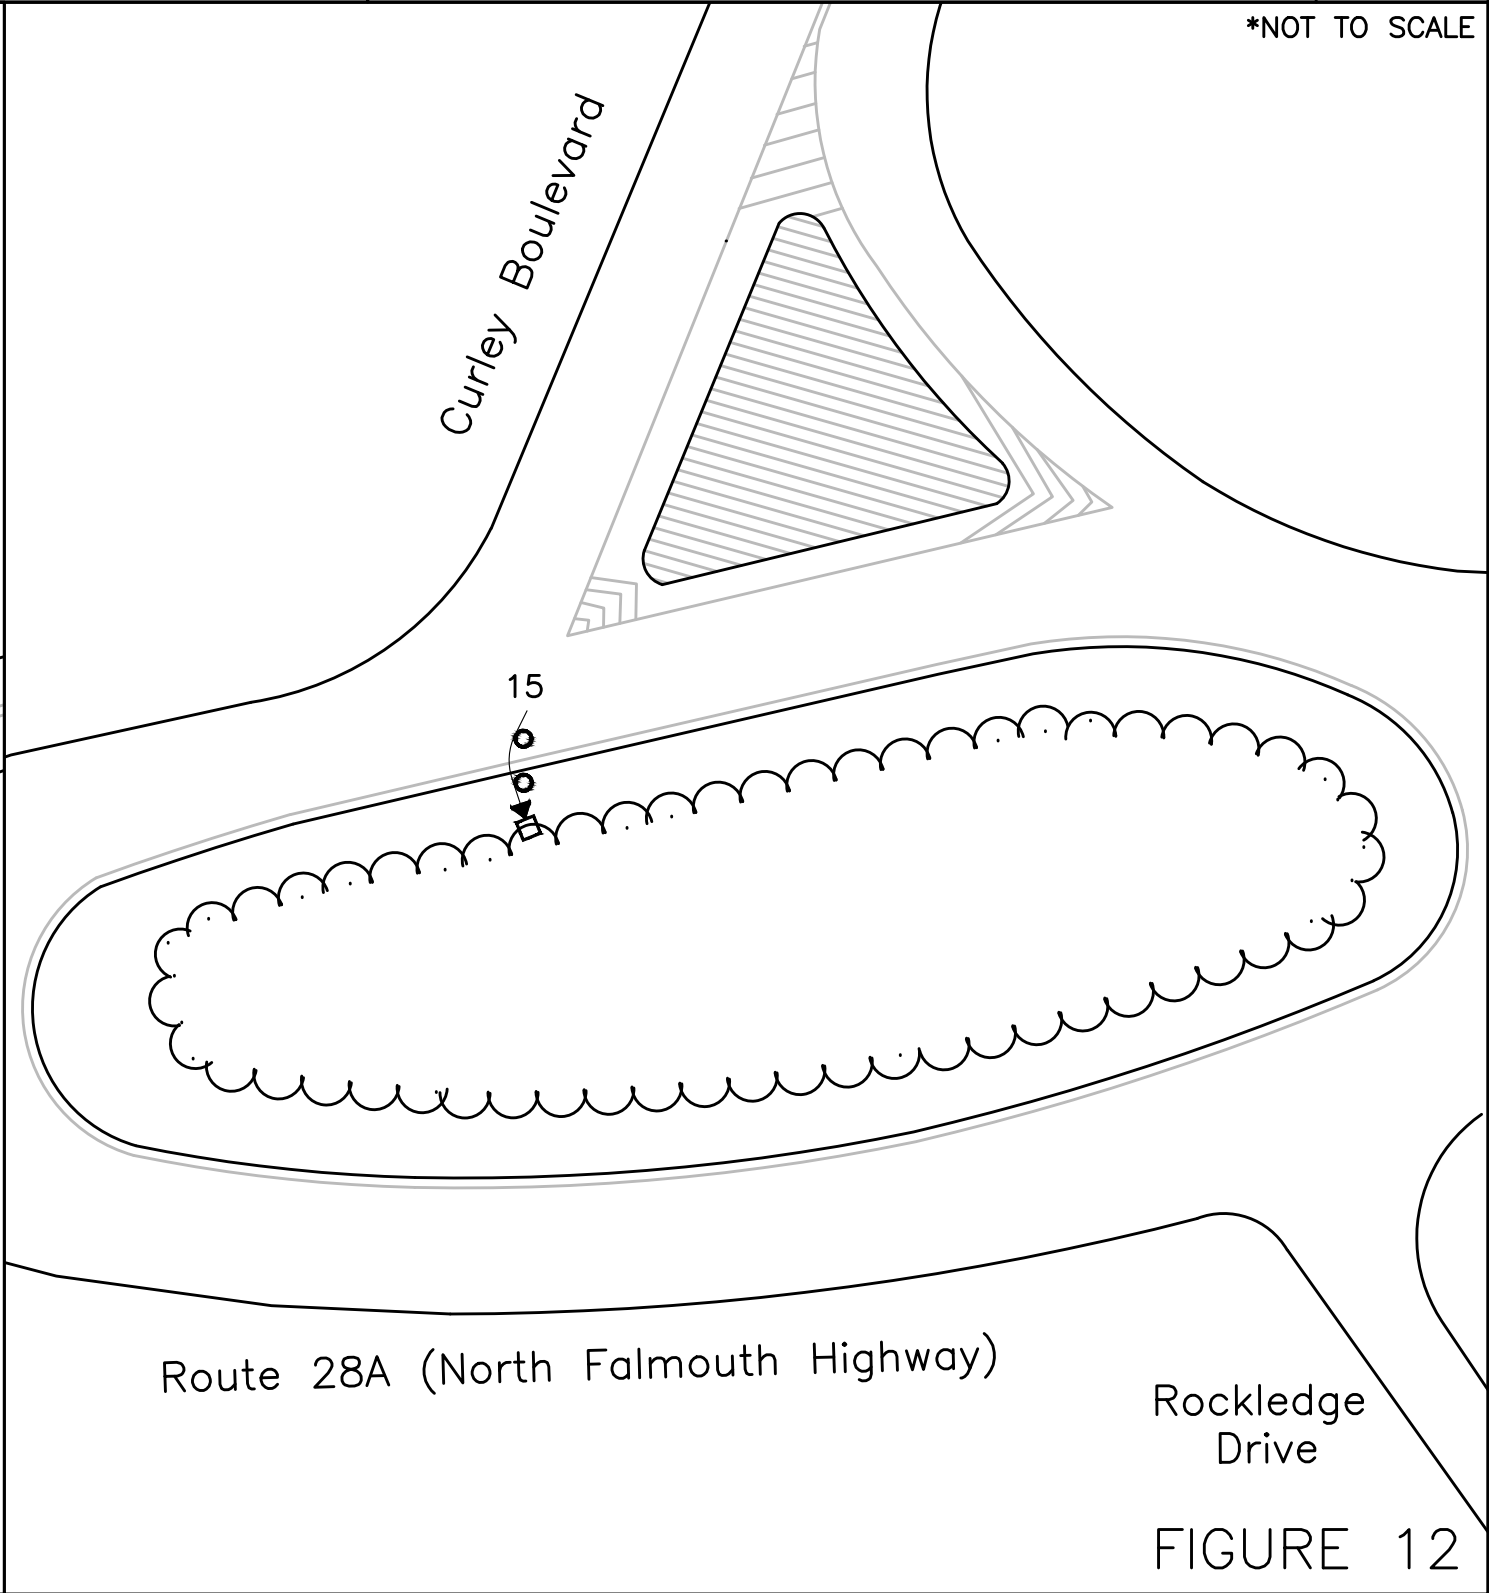 *NOT TO SCALE
Curley Boulevard
15
Route 28A (North Falmouth Highway)
Rockledge
Drive
FIGURE 12